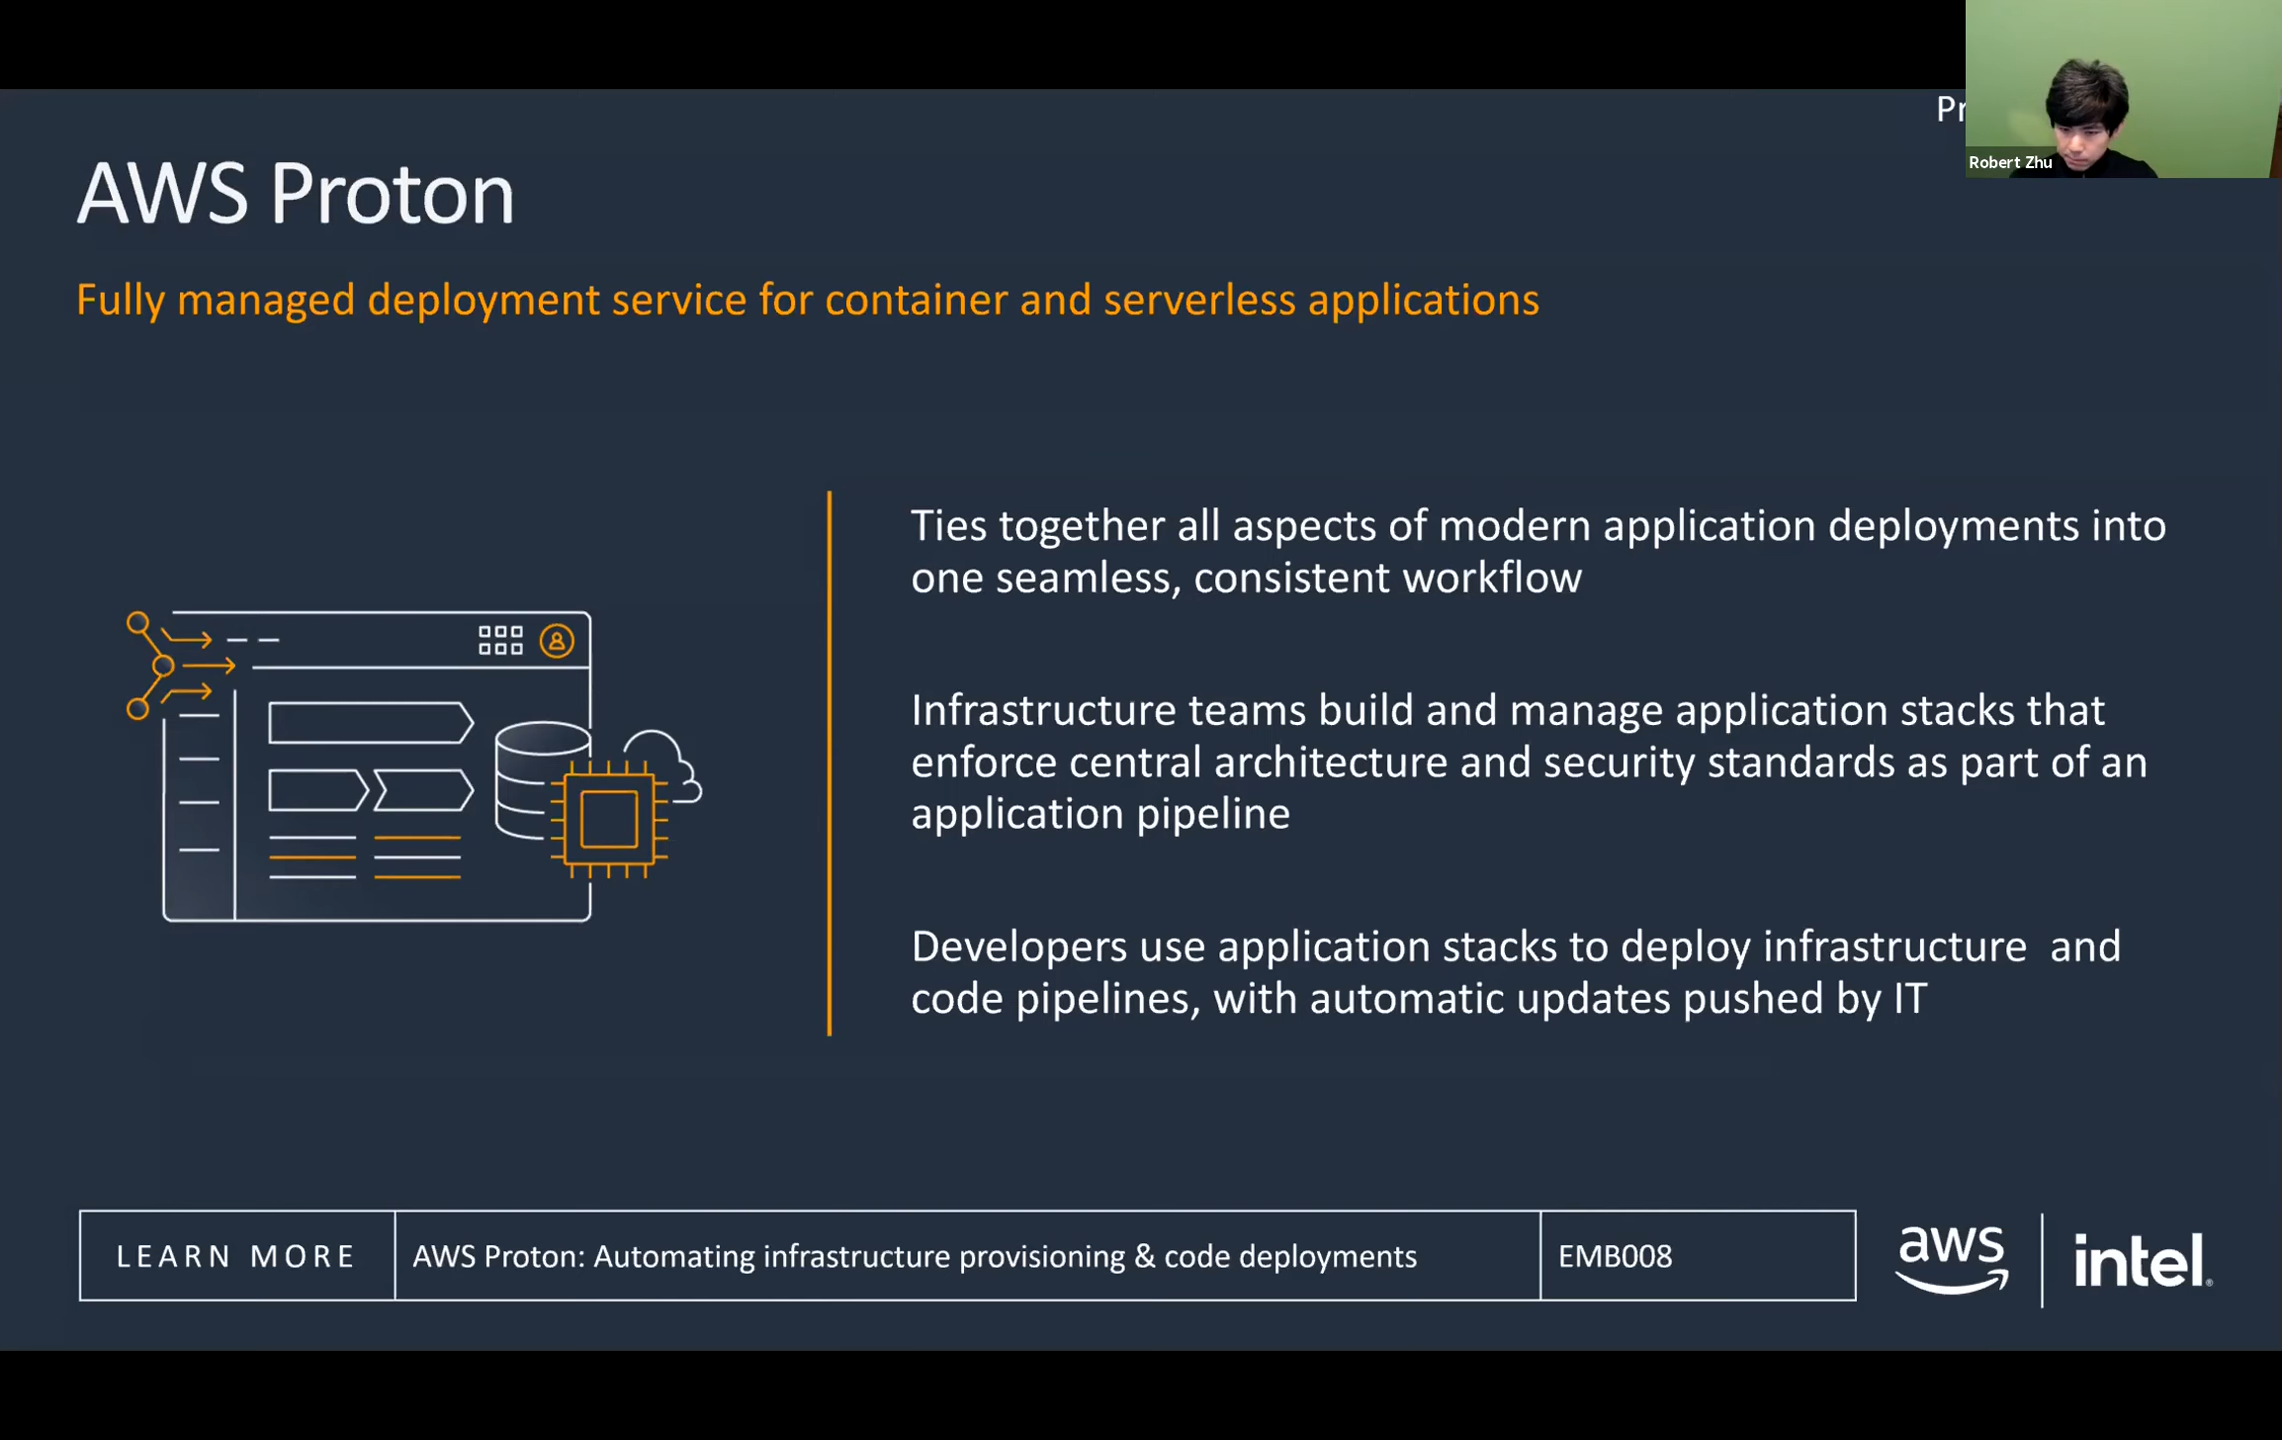 Robert Zhu
AWS Proton
Fully managed deployment service for container and serverless applications
Ties together all aspects of modern application deployments into
one seamless, consistent workflow
Infrastructure teams build and manage application stacks that
enforce central architecture and security standards as part of an
application pipeline
Developers use application stacks to deploy infrastructure and
code pipelines, with automatic updates pushed by IT
LEARN MORE
AWS Proton: Automating infrastructure provisioning & code deployments
EMB008
aws
intel.